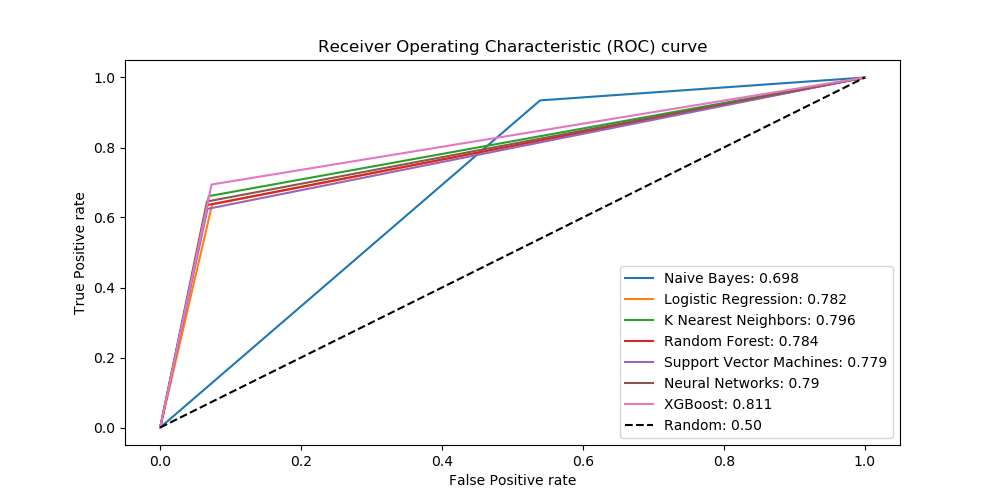 Receiver Operating Characteristic (ROC) curve
1.0
0.8
0.6
0.4
0.2
0.0
True Positive rate
Naive Bayes: 0.698
Logistic Regression: 0.782
K Nearest Neighbors: 0.796
Random Forest: 0.784
Support Vector Machines: 0.779
Neural Networks: 0.79
XGBoost: 0.811
Random: 0.50
0.0 0.2 0.4 0.6 0.8 1.0
False Positive rate